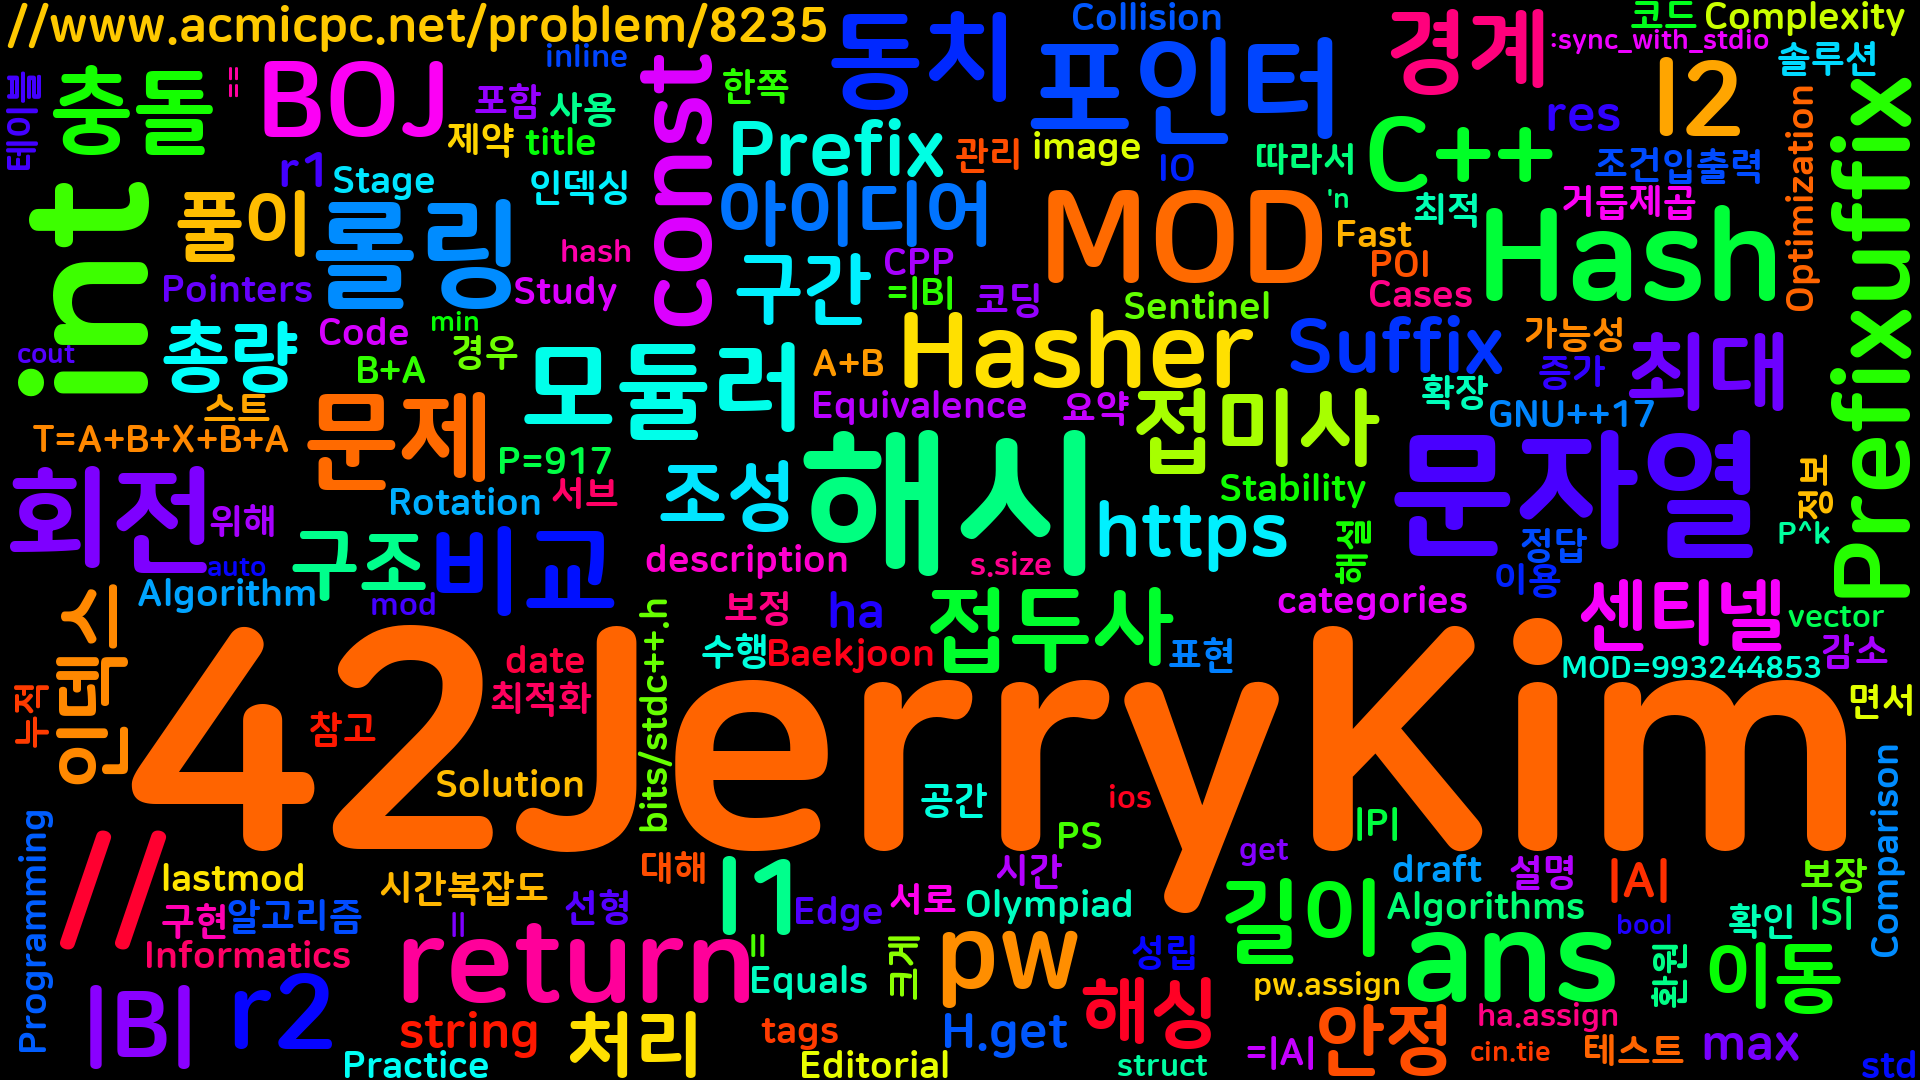 //www.acmicpc.net/problem/8235
Collision
코드
Complexity
inline
동치
포인터
경계
:sync_with_stdio
솔루션
테이블
충돌
=
BOJ
포함
사용
const
한쪽
l2
res
제약
title
Prefix
관리
image
IO
따라서
C++
조건입출력
Optimization
Prefixuffix
int
r1
Stage
인덱싱
아이디어
MOD
'n
최적
거듭제곱
풀이
롤링
hash
Fast
Hash
Pointers
Study
구간
CPP
=|B|
코딩
Sentinel
POI
Cases
총량
Code
min
경우
Hasher
Suffix
가능성
증가
최대
cout
B+A
모듈러
A+B
확장
스트
Equivalence
요약
접미사
GNU++17
T=A+B+X+B+A
문제
P=917
해시
문자열
회전
위해
Rotation
서브
조성
https
Stability
해설
정답
펑
P^k
구조
비교
description
s.size
이용
auto
Algorithm
mod
보정
ha
접두사
categories
센티넬
vector
인덱스
bits/stdc++.h
수행
Baekjoon
표현
감소
MOD=993244853
date
최적화
누적
참고
42JerryKim
면서
Solution
공간
ios
|P|
PS
Comparison
Programming
//
lastmod
시간복잡도
대해
l1
시간
get
draft
설명
|A|
보장
구현
알고리즘
선형
Edge
서로
Olympiad
길이
Algorithms
bool
확인
|S|
Informatics
return
=
Equals
크게
pw
성립
ans
환원
이동
|B|
r2
해싱
pw.assign
string
처리
tags
H.get
안정
ha.assign
max
Practice
Editorial
struct
=|A|
cin.tie
테스트
std